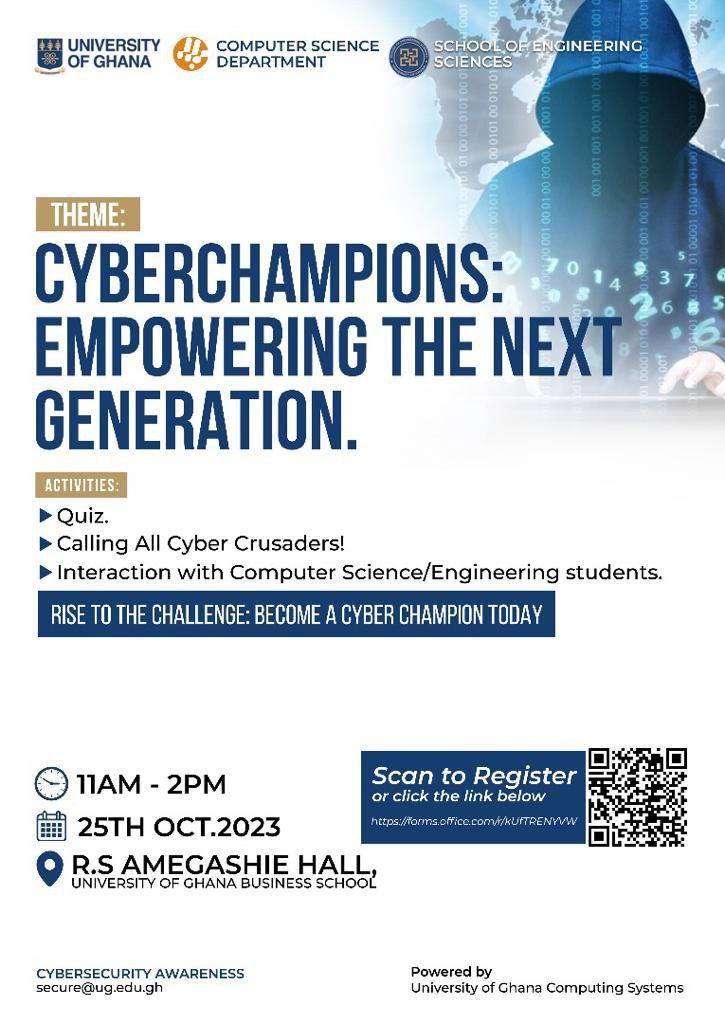 UNIVERSITY
OF GHANA
COMPUTER SCIENCE
DEPARTMENT
SCHOOL OF ENGINEERING
SCIENCES
THEME:
CYBERCHAMPIONS:
EMPOWERING THE NEXT
GENERATION.
ACTIVITIES:
Quiz.
Calling All Cyber Crusaders!
Interaction with Computer Science/Engineering students.
RISE TO THE CHALLENGE: BECOME A CYBER CHAMPION TODAY
11AM - 2PM
25TH OCT.2023
R.S AMEGASHIE HALL,
UNIVERSITY OF GHANA BUSINESS SCHOOL
Scan to Register
or click the link below
https://forms.office.com/r/kUfTRENYVW
CYBERSECURITY AWARENESS
secure@ug.edu.gh
Powered by
University of Ghana Computing Systems